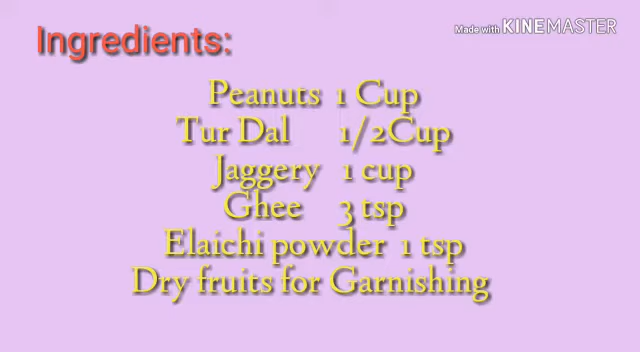 Ingredients:
Made with KINEMASTER
Peanuts 1 Cup
Tur Dal 1/2Cup
Jaggery 1 cup
Ghee 3 tsp
Elaichi powder 1 tsp
Dry fruits for Garnishing